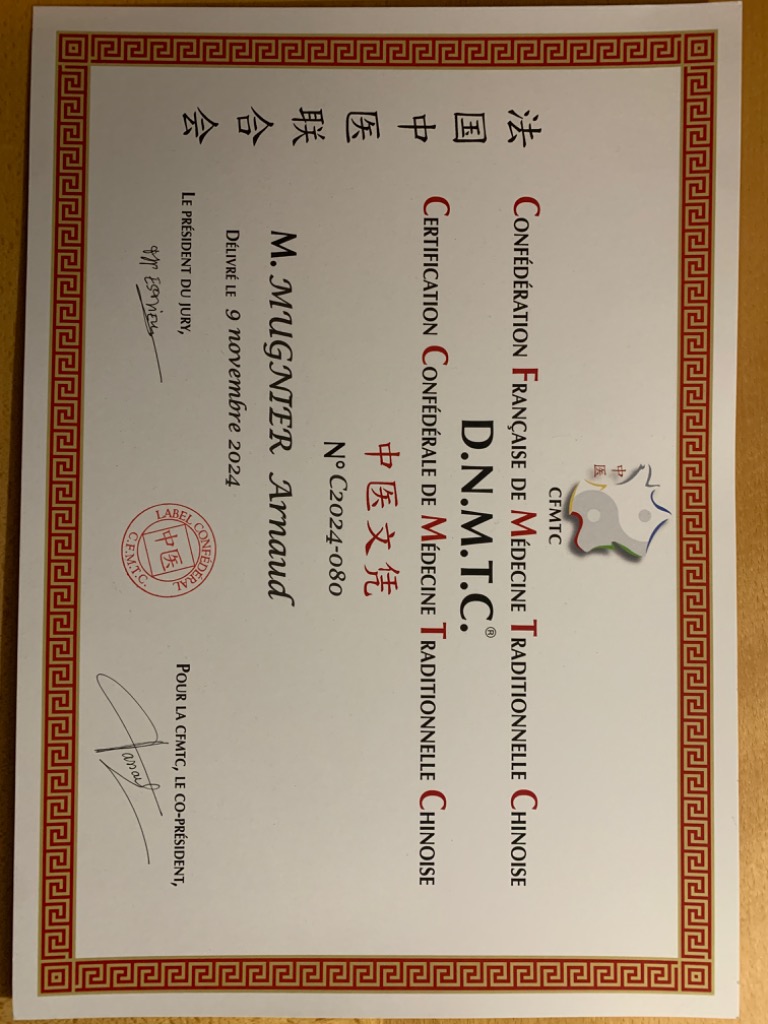 中医
CFMTC
法国中医联合会
CONFÉDÉRATION FRANÇAISE DE MÉDECINE TRADITIONNELLE CHINOISE
D.N.M.T.C.®
CERTIFICATION CONFÉDÉRALE DE MÉDECINE TRADITIONNELLE CHINOISE
中医文凭
N° C2024-080
M. MUGNIER Arnaud
DÉLIVRÉ LE 9 novembre 2024
LE PRÉSIDENT DU JURY,
LABEL CONFÉDÉRAL
中医
C.F.M.T.C.
POUR LA CFMTC, LE CO-PRÉSIDENT,